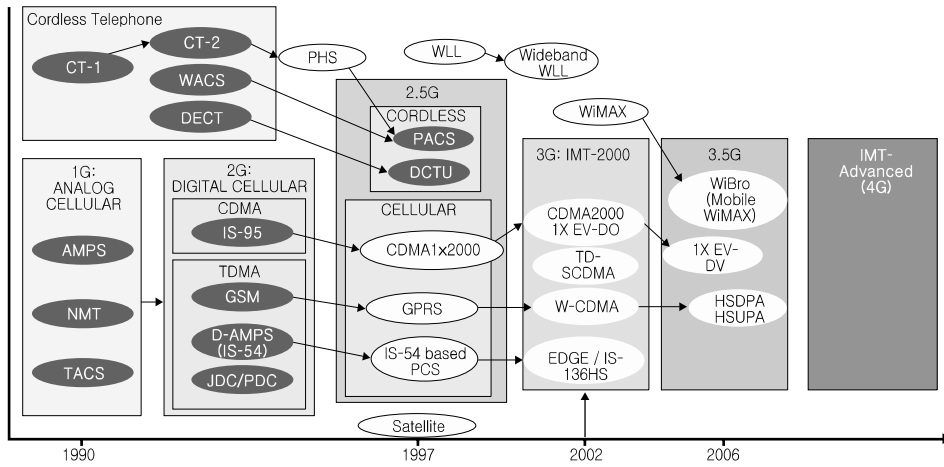 Cordless Telephone
CT-1
CT-2
WACS
DECT
PHS
WLL
Wideband
WLL
2.5G
CORDLESS
PACS
DCTU
CELLULAR
CDMA1x2000
GPRS
IS-54 based
PCS
Satellite
1G:
ANALOG
CELLULAR
AMPS
NMT
TACS
2G:
DIGITAL CELLULAR
CDMA
IS-95
TDMA
GSM
D-AMPS
(IS-54)
JDC/PDC
3G: IMT-2000
CDMA2000
1X EV-DO
TD-
SCDMA
W-CDMA
EDGE / IS-
136HS
WiMAX
3.5G
WiBro
(Mobile
WiMAX)
1X EV-
DV
HSDPA
HSUPA
IMT-
Advanced
(4G)
1990
1997
2002
2006